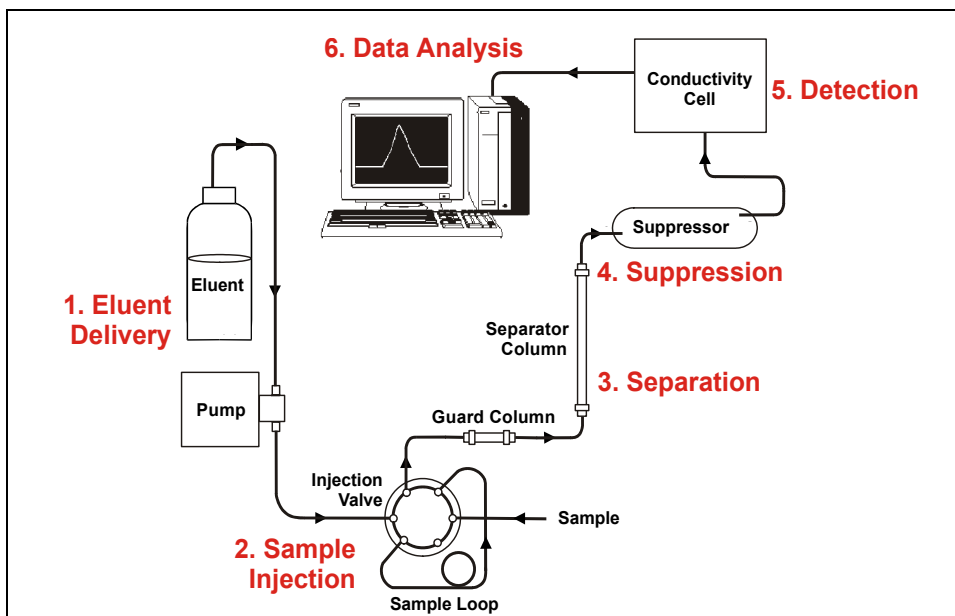 6. Data Analysis
Conductivity
Cell
5. Detection
Suppressor
4. Suppression
Eluent
1. Eluent
Delivery
Separator
Column
3. Separation
Pump
Guard Column
Injection
Valve
Sample
2. Sample
Injection
Sample Loop